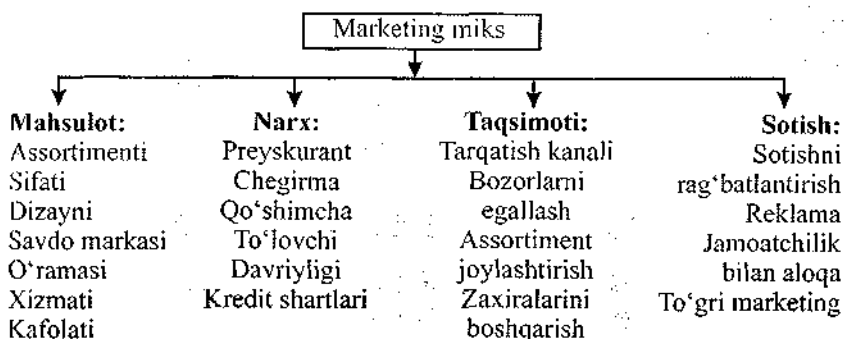 Marketing miks
Mahsulot:
Assortimenti
Sifati
Dizayni
Savdo markasi
O‘ramasi
Xizmati
Kafolati
Narx:
Preyskurant
Chegirma
Qo‘shimcha
To‘lovchi
Davriyligi
Kredit shartlari
Taqsimoti:
Tarqatish kanali
Bozorlarni
egallash
Assortiment
joylashtirish
Zaxiralarini
boshqarish
Sotish:
Sotishni
rag‘batlantirish
Reklama
Jamoatchilik
bilan aloqa
To‘gri marketing